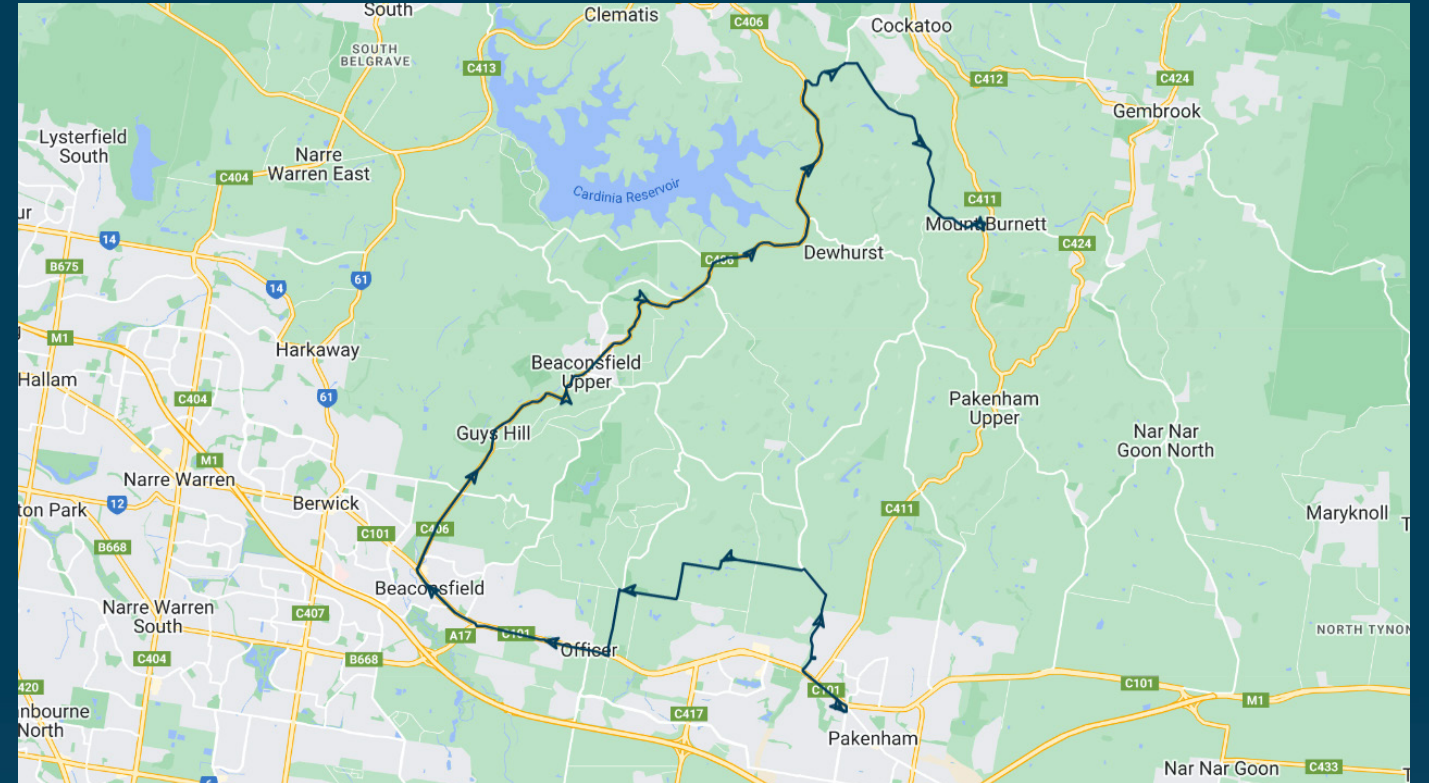 South
Clematis
C406
Cockatoo
SOUTH
BELGRAVE
C413
C412
C424
Gembrook
Lysterfield
South
Narre
Warren East
C404
Cardinia Reservoir
C411
ur
14
Mount Burnett
C424
B675
C406
Dewhurst
14
61
M1
Harkaway
Beaconsfield
Upper
Hallam
C404
61
Pakenham
Upper
Guys Hill
Nar Nar
Goon North
M1
Narre Warren
Berwick
12
ton Park
C411
Maryknoll
C406
C101
B668
Beaconsfield
Narre Warren
South
C407
A17
C101
NORTH TYNON
Officer
C404
B668
420
C101
C101
M1
nbourne
North
C417
Pakenham
Nar Nar Goon
C433